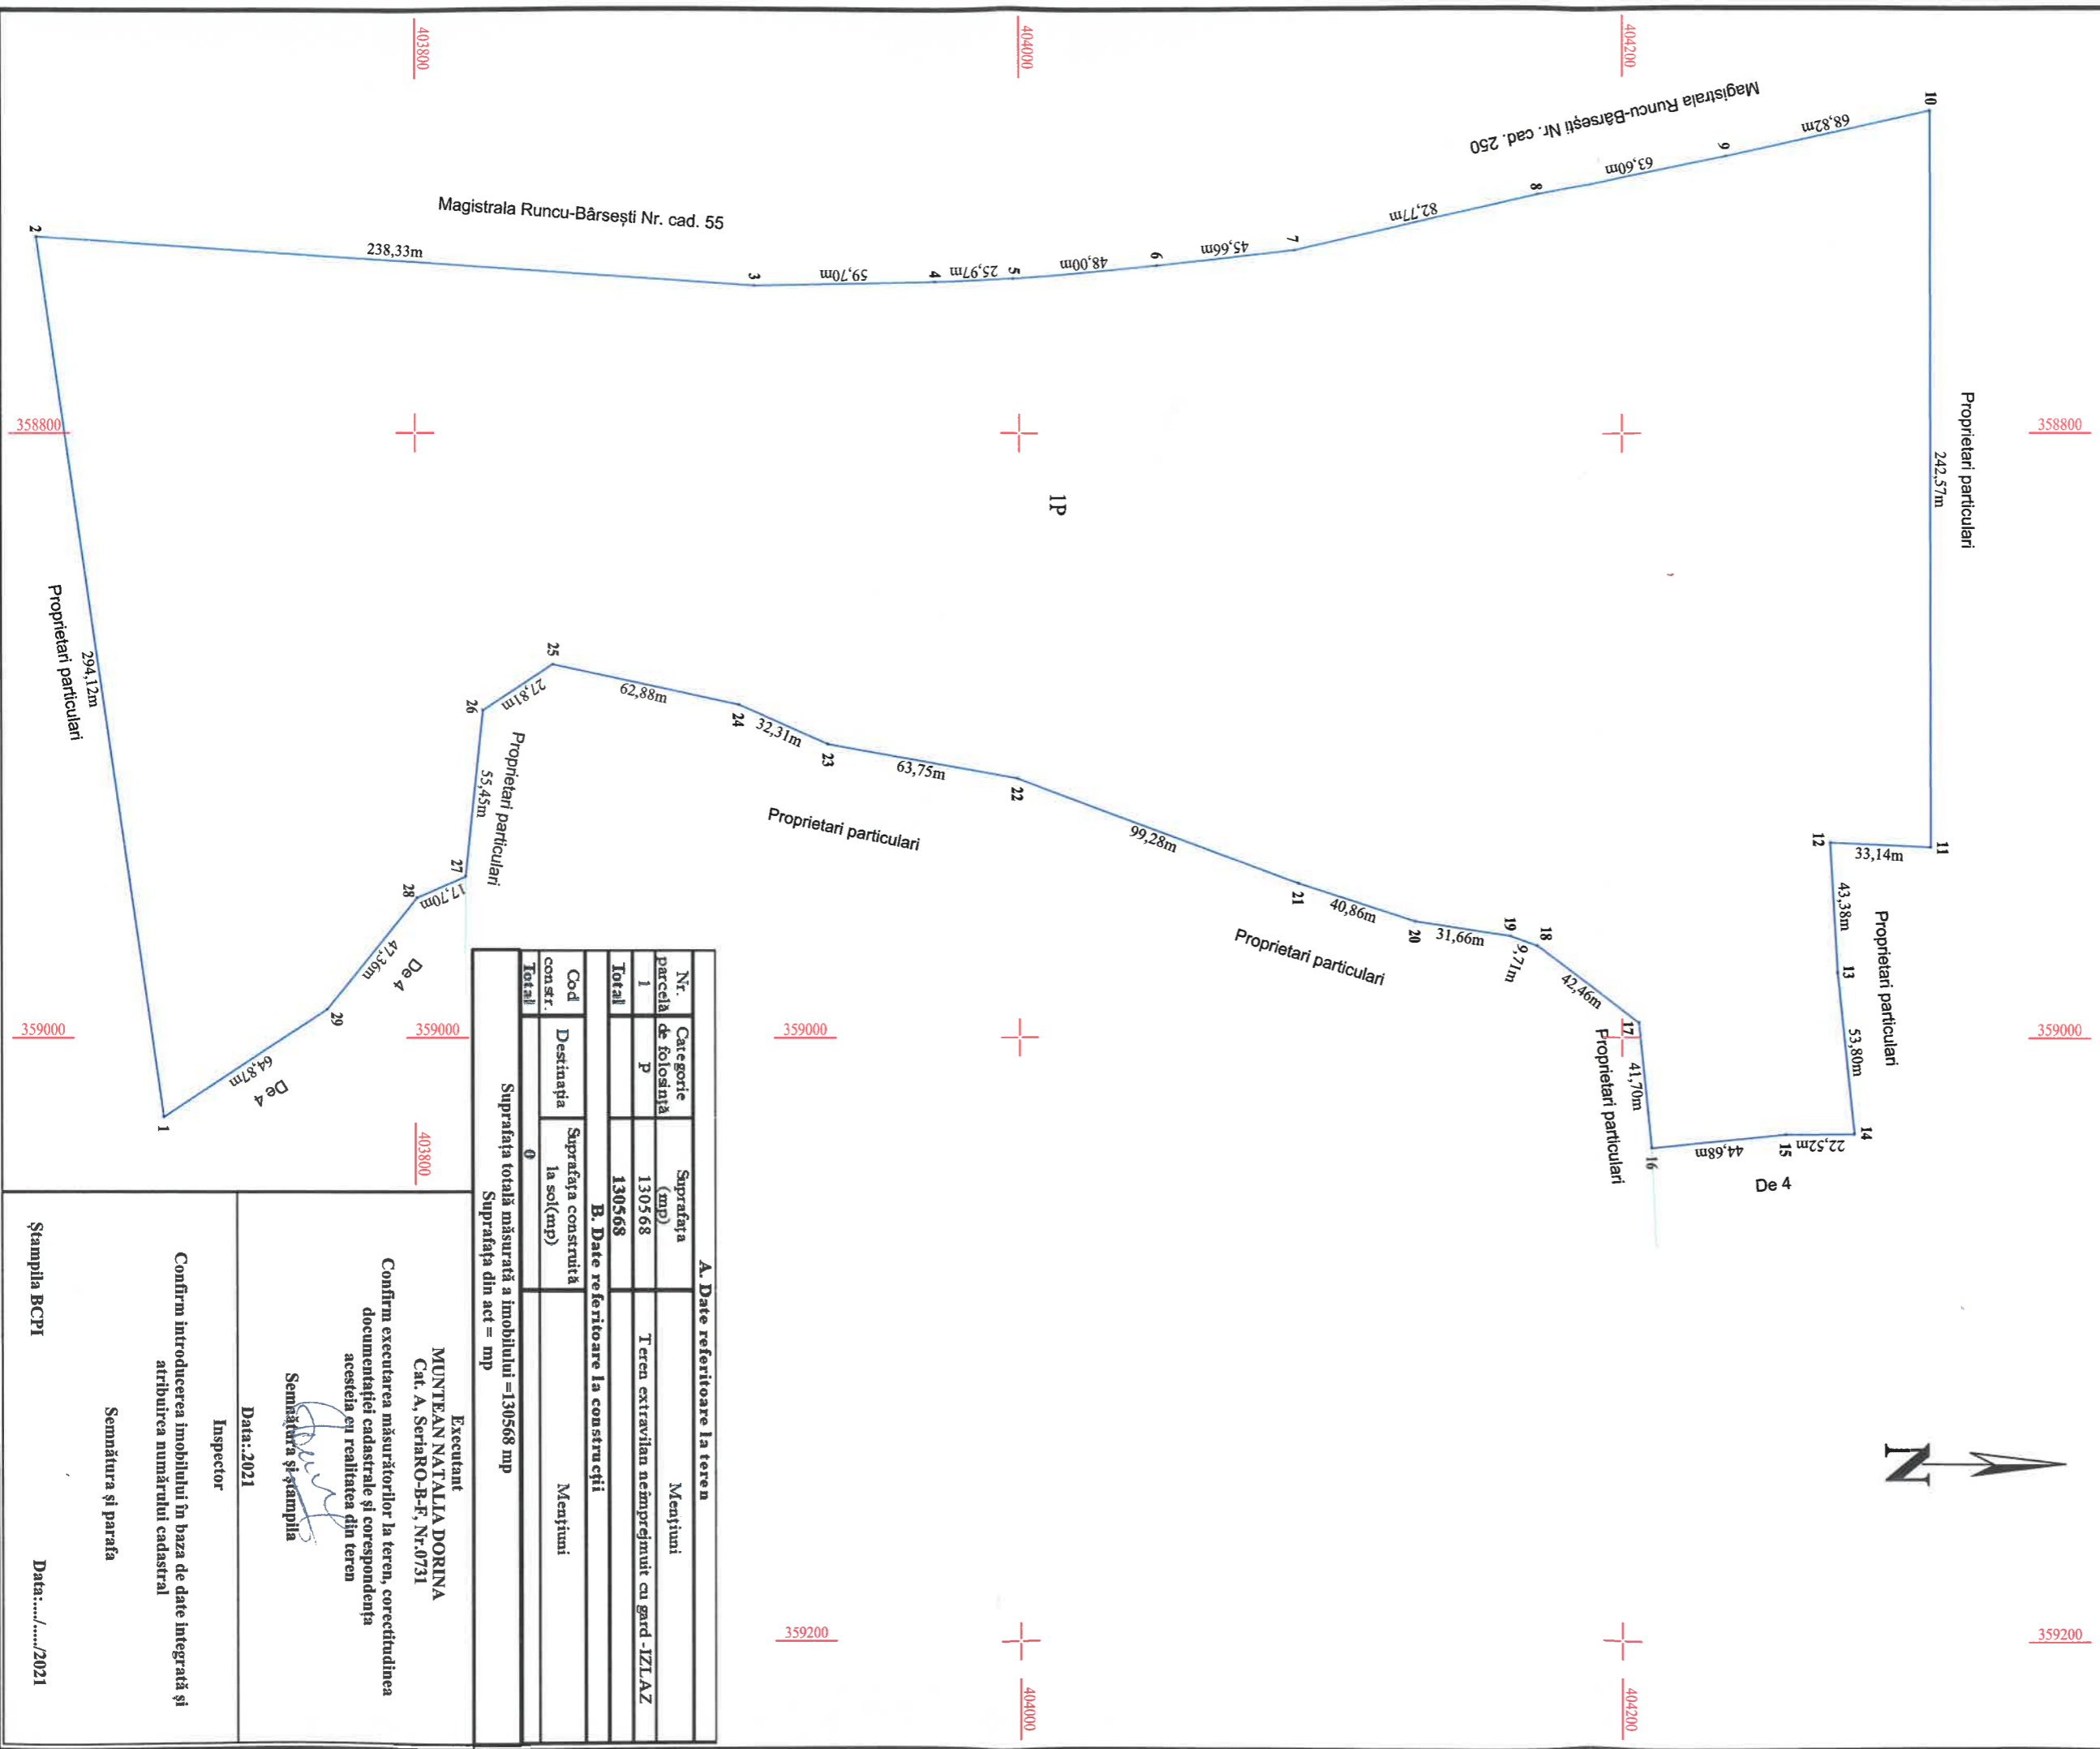 403800
404000
404200
10
68,82m
Magistrala Runcu-Bârsești Nr. cad. 250
9
63,60m
8
82,77m
7
45,66m
6
48,00m
5
25,97m
4
59,70m
3
Magistrala Runcu-Bârsești Nr. cad. 55
238,33m
2
358800
358800
Proprietari particulari
242,57m
1P
11
33,14m
12
43,38m
13
Proprietari particulari
53,80m
14
22,52m
15
De 4
44,68m
16
41,70m
Proprietari particulari
17
42,46m
18
9,71m
19
31,66m
20
Proprietari particulari
40,86m
21
99,28m
22
Proprietari particulari
63,75m
23
32,31m
24
62,88m
25
27,81m
26
Proprietari particulari
55,45m
27
17,70m
28
47,36m
De 4
29
64,87m
De 4
1
294,12m
Proprietari particulari
359000
359000
359000
359000
403800
359200
359200
404000
404200
N
A. Date referitoare la teren
Nr. parcelă
Categorie de folosință
Suprafața (mp)
Mențiuni
1
P
130568
Teren extravilan neîmprejmuit cu gard -IZLAZ
Total
130568
B. Date referitoare la construcții
Cod constr.
Destinația
Suprafața construită la sol(mp)
Mențiuni
Total
0
Suprafața totală măsurată a imobilului =130568 mp
Suprafața din act = mp
Executant
MUNTEAN NATALIA DORINA
Cat. A, SeriaRO-B-F, Nr.0731
Confirm executarea măsurătorilor la teren, corectitudinea
documentației cadastrale și corespondența
acesteia cu realitatea din teren
Semnătura și ștampila
Data:.2021
Inspector
Confirm introducerea imobilului în baza de date integrată și
atribuirea numărului cadastral
Semnătura și parafa
Ștampila BCPI
Data:...../....../2021